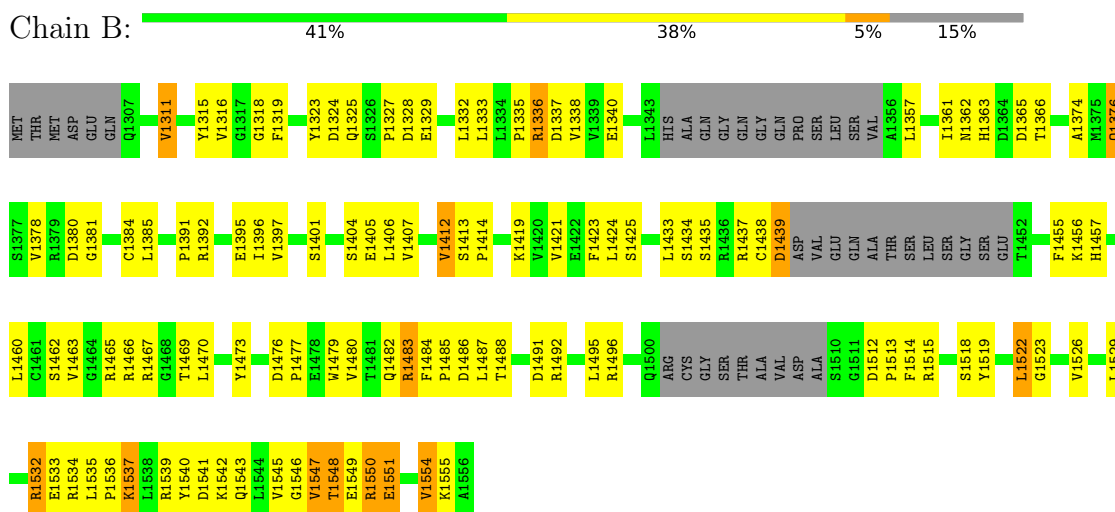 Chain B:
41% 38% 5% 15%
MET THR MET ASP GLU GLN Q1307 V1311 Y1315 V1316 G1317 G1318 F1319 Y1323 D1324 Q1325 S1326 P1327 D1328 E1329 L1332 L1333 L1334 P1335 R1336 D1337 V1338 V1339 E1340 L1343 HIS ALA GLN GLY GLN GLY GLN PRO SER LEU SER VAL A1356 L1357 I1361 N1362 H1363 D1364 D1365 T1366 A1374 M1375 D1376
S1377 V1378 R1379 D1380 G1381 C1384 L1385 P1391 R1392 E1395 I1396 V1397 S1401 S1404 E1405 L1406 V1407 V1412 S1413 P1414 K1419 V1420 V1421 E1422 F1423 L1424 S1425 L1433 S1434 S1435 R1436 R1437 C1438 D1439 ASP VAL GLU GLN ALA THR SER LEU SER GLY SER GLU T1452 F1455 K1456 H1457
L1460 C1461 S1462 V1463 G1464 R1465 R1466 R1467 G1468 T1469 L1470 Y1473 D1476 P1477 E1478 W1479 V1480 T1481 Q1482 R1483 F1484 P1485 D1486 L1487 T1488 D1491 R1492 L1495 R1496 Q1500 ARG CYS GLY SER THR ALA VAL ASP ALA S1510 G1511 D1512 P1513 F1514 R1515 S1518 Y1519 L1522 G1523 V1526 L1529
R1532 E1533 R1534 L1535 P1536 K1537 L1538 R1539 Y1540 D1541 K1542 Q1543 L1544 V1545 G1546 V1547 T1548 E1549 R1550 E1551 V1554 K1555 A1556